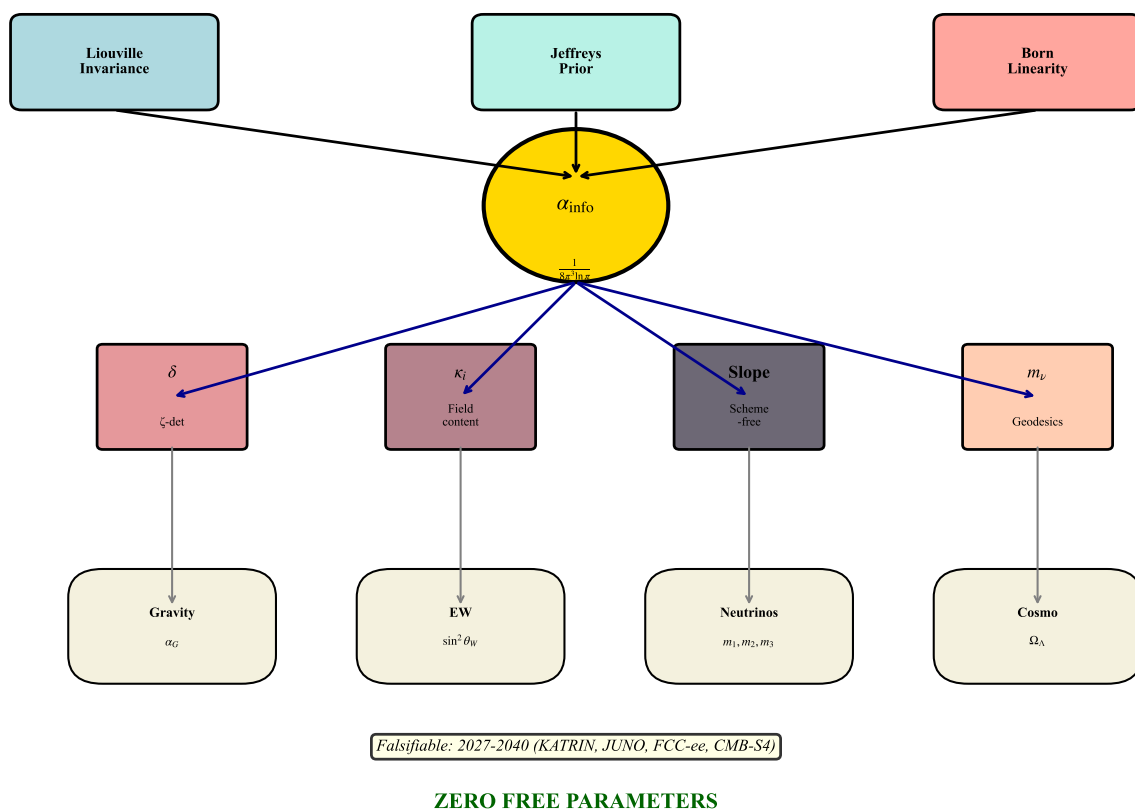 Liouville
Invariance
Jeffreys
Prior
Born
Linearity
α_info
1/(8π³ ln π)
δ
ζ-det
κ_i
Field
content
Slope
Scheme
-free
m_ν
Geodesics
Gravity
α_G
EW
sin² θ_W
Neutrinos
m₁, m₂, m₃
Cosmo
Ω_Λ
Falsifiable: 2027-2040 (KATRIN, JUNO, FCC-ee, CMB-S4)
ZERO FREE PARAMETERS